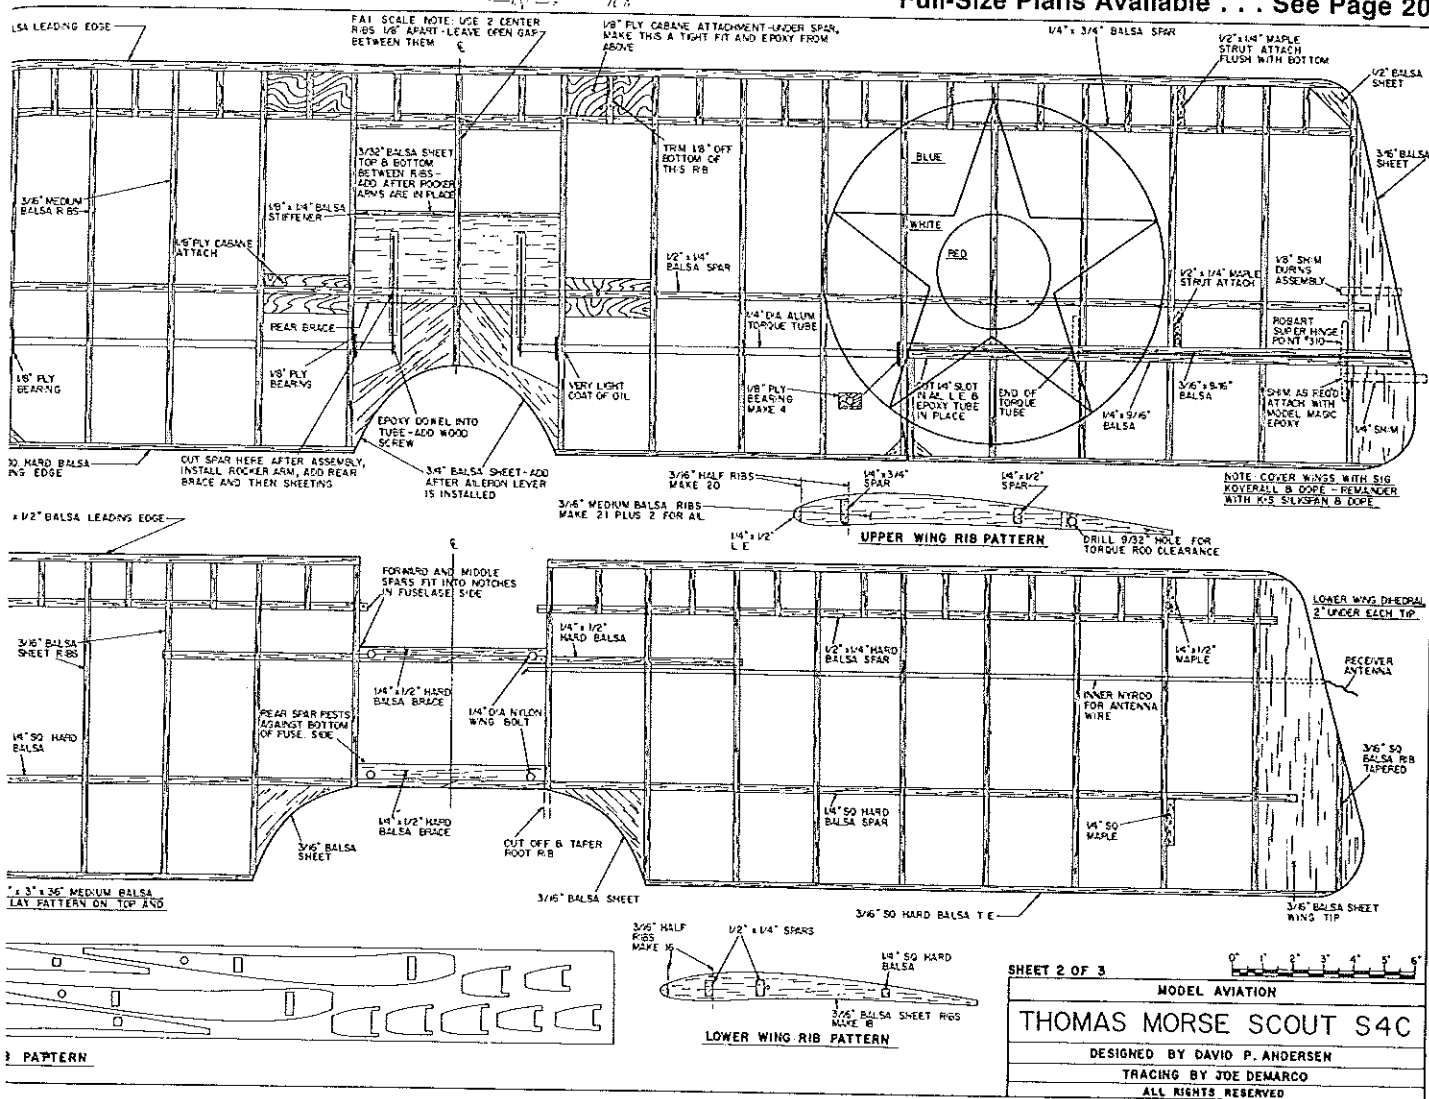 Full-Size Plans Available . . . See Page 20
LSA LEADING EDGE
F.A.I. SCALE NOTE: USE 2 CENTER
RIBS 1/8" APART-LEAVE OPEN GAP
BETWEEN THEM
1/8" PLY CABANE ATTACHMENT-UNDER SPAR,
MAKE THIS A TIGHT FIT AND EPOXY FROM
ABOVE
1/4" x 3/4" BALSA SPAR
1/2" x 1/4" MAPLE
STRUT ATTACH
FLUSH WITH BOTTOM
1/2" BALSA
SHEET
3/16" BALSA
SHEET
3/32" BALSA SHEET
TOP & BOTTOM
BETWEEN RIBS-
ADD AFTER ROCKER
ARMS ARE IN PLACE
TRIM 1/8" OFF
BOTTOM OF
THIS RIB
BLUE
WHITE
RED
3/16" MEDIUM
BALSA RIBS
1/8" x 1/4" BALSA
STIFFENER
1/8" PLY CABANE
ATTACH
1/2" x 1/4"
BALSA SPAR
1/2" x 1/4" MAPLE
STRUT ATTACH
1/8" SHIM
DURING
ASSEMBLY
REAR BRACE
1/4" DIA ALUM
TORQUE TUBE
ROBART
SUPER HINGE
POINT #310
1/8" PLY
BEARING
1/8" PLY
BEARING
VERY LIGHT
COAT OF OIL
1/8" PLY
BEARING
MAKE 4
CUT 1/4" SLOT
IN AIL L.E. &
EPOXY TUBE
IN PLACE
END OF
TORQUE
TUBE
1/4" x 9/16"
BALSA
3/16" x 9/16"
BALSA
SHIM AS REQ'D
ATTACH WITH
MODEL MAGIC
EPOXY
1/4" SHIM
EPOXY DOWEL INTO
TUBE-ADD WOOD
SCREW
HARD BALSA
NG EDGE
CUT SPAR HERE AFTER ASSEMBLY,
INSTALL ROCKER ARM, ADD REAR
BRACE AND THEN SHEETING
3/4" BALSA SHEET-ADD
AFTER AILERON LEVER
IS INSTALLED
3/16" HALF RIBS
MAKE 20
1/4" x 3/4"
SPAR
1/4" x 1/2"
SPAR
3/16" MEDIUM BALSA RIBS
MAKE 21 PLUS 2 FOR AIL
1/4" x 1/2"
L E
UPPER WING RIB PATTERN
DRILL 9/32" HOLE FOR
TORQUE ROD CLEARANCE
NOTE: COVER WINGS WITH SIG
KOVERALL & DOPE - REMAINDER
WITH K&S SILKSPAN & DOPE
x 1/2" BALSA LEADING EDGE
FORWARD AND MIDDLE
SPARS FIT INTO NOTCHES
IN FUSELAGE SIDE
LOWER WING DIHEDRAL
2" UNDER EACH TIP
3/16" BALSA
SHEET RIBS
1/4" x 1/2"
HARD BALSA
1/2" x 1/4" HARD
BALSA SPAR
1/4" x 1/2"
MAPLE
RECEIVER
ANTENNA
1/4" x 1/2" HARD
BALSA BRACE
INNER NYROD
FOR ANTENNA
WIRE
REAR SPAR RESTS
AGAINST BOTTOM
OF FUSE. SIDE
1/4" DIA NYLON
WING BOLT
1/4" SQ HARD
BALSA
3/16" SQ
BALSA RIB
TAPERED
1/4" x 1/2" HARD
BALSA BRACE
1/4" SQ HARD
BALSA SPAR
1/4" SQ
MAPLE
3/16" BALSA
SHEET
CUT OFF & TAPER
ROOT RIB
" x 3" x 36" MEDIUM BALSA
LAY PATTERN ON TOP AND
3/16" BALSA SHEET
3/16" SQ HARD BALSA T E
3/16" BALSA SHEET
WING TIP
3/16" HALF
RIBS
MAKE 16
1/2" x 1/4" SPARS
1/4" SQ HARD
BALSA
3/16" BALSA SHEET RIBS
MAKE 18
LOWER WING RIB PATTERN
PATTERN
SHEET 2 OF 3
0" 1" 2" 3" 4" 5" 6"
MODEL AVIATION
THOMAS MORSE SCOUT S4C
DESIGNED BY DAVID P. ANDERSEN
TRACING BY JOE DEMARCO
ALL RIGHTS RESERVED